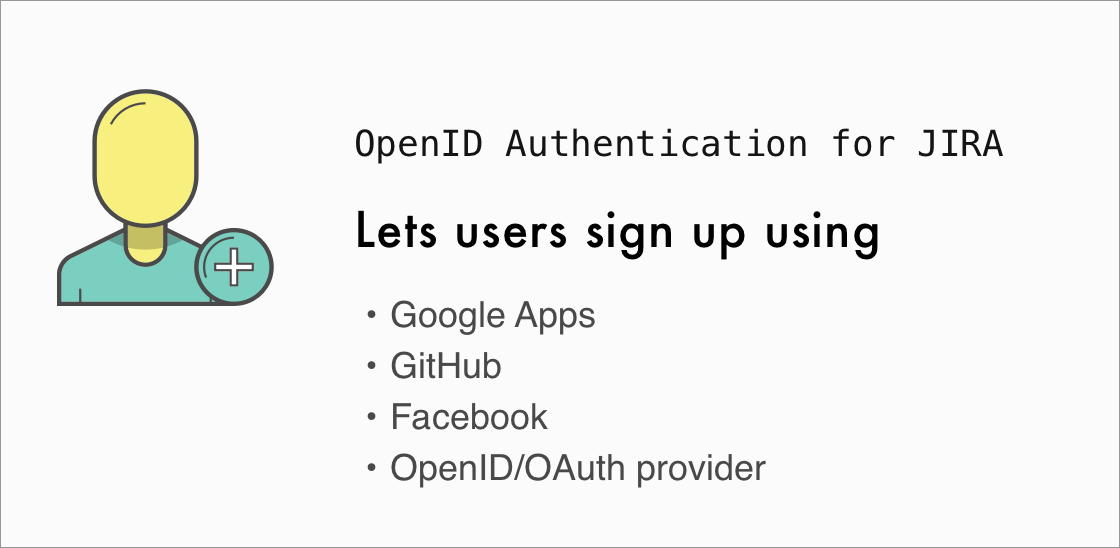 OpenID Authentication for JIRA
Lets users sign up using
• Google Apps
• GitHub
• Facebook
• OpenID/OAuth provider